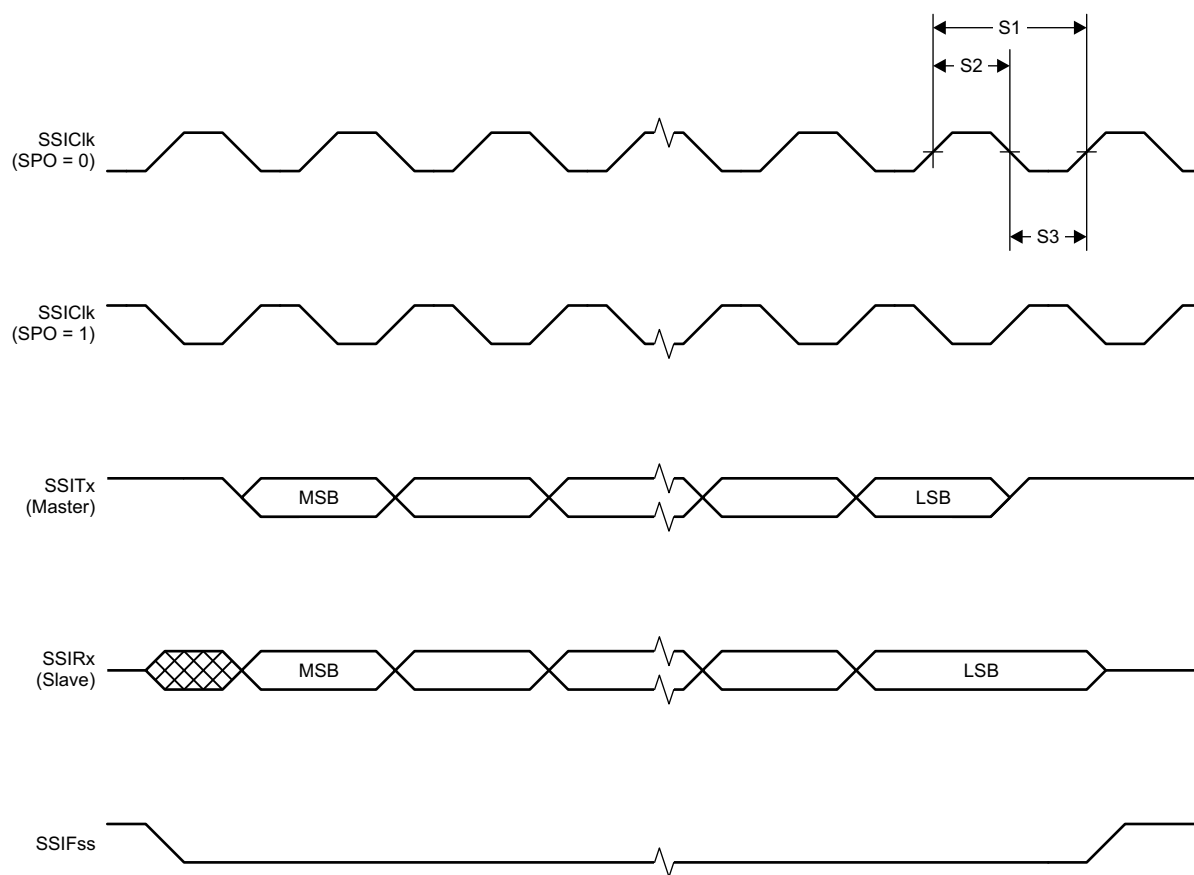 S1
S2
SSIClk
(SPO = 0)
S3
SSIClk
(SPO = 1)
SSITx
(Master)
MSB
LSB
SSIRx
(Slave)
MSB
LSB
SSIFss